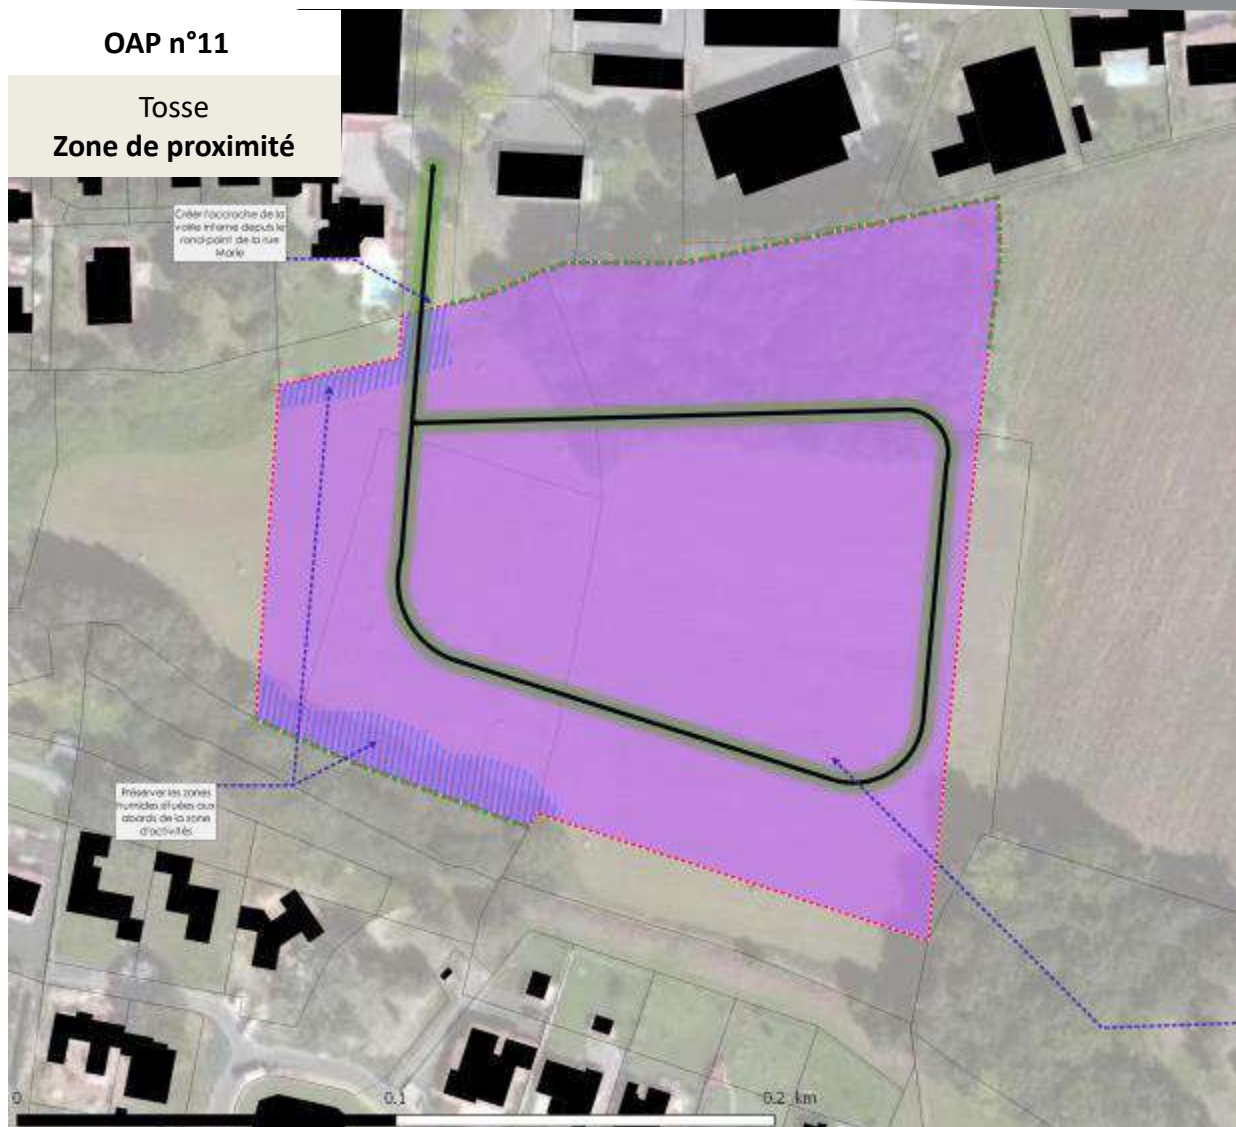 OAP n°11
Tosse
Zone de proximité
Créer l'accroche de la
voirie interne depuis le
rond-point de la rue
Marie
Préserver les zones
humides situées aux
abords de la zone
d'activités
0 0.1 0.2 km